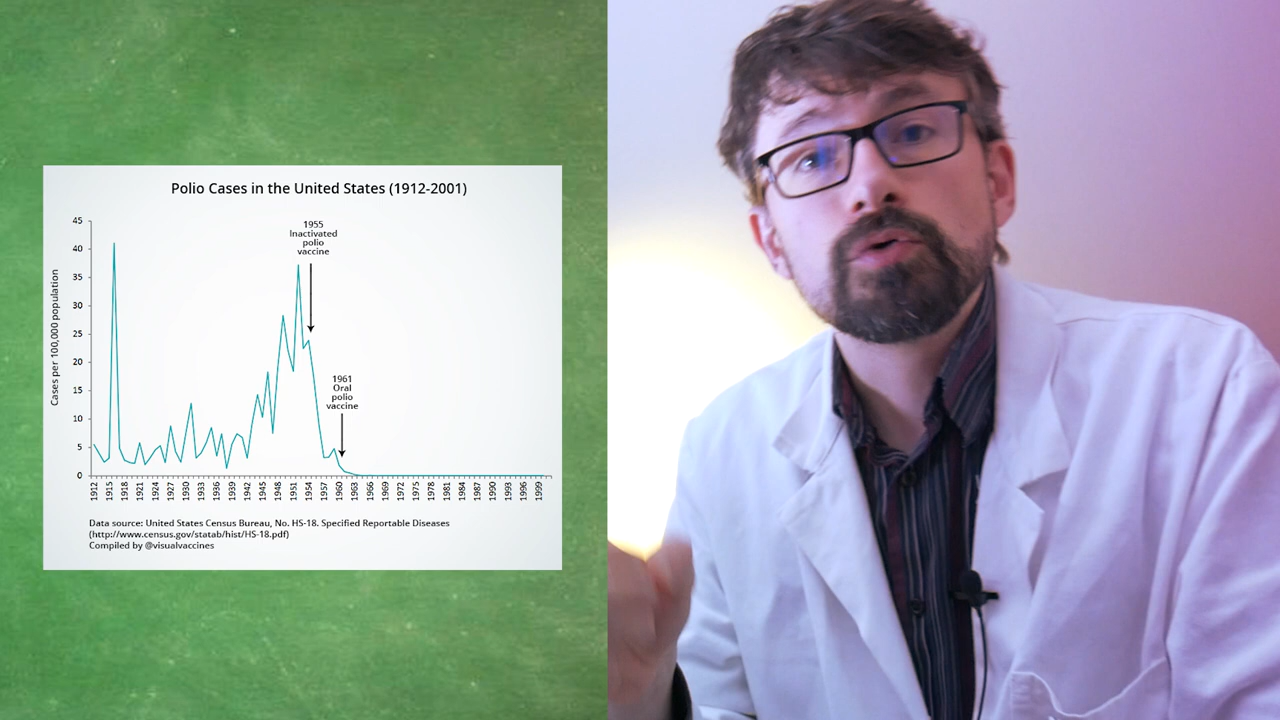 Polio Cases in the United States (1912-2001)
Cases per 100,000 population
45
40
35
30
25
20
15
10
5
0
1955
Inactivated
polio
vaccine
1961
Oral
polio
vaccine
1912 1915 1918 1921 1924 1927 1930 1933 1936 1939 1942 1945 1948 1951 1954 1957 1960 1963 1966 1969 1972 1975 1978 1981 1984 1987 1990 1993 1996 1999
Data source: United States Census Bureau, No. HS-18. Specified Reportable Diseases
(http://www.census.gov/statab/hist/HS-18.pdf)
Compiled by @visualvaccines